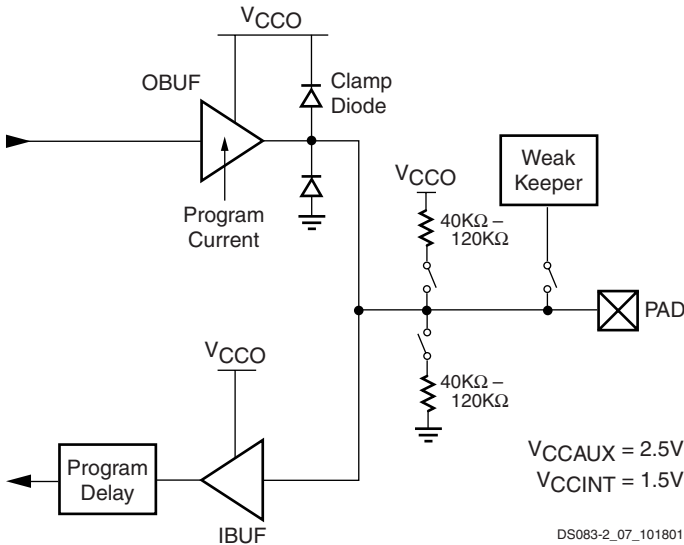 VCCO
OBUF
Clamp
Diode
Program
Current
VCCO
40KΩ –
120KΩ
Weak
Keeper
PAD
VCCO
40KΩ –
120KΩ
Program
Delay
IBUF
VCCAUX = 2.5V
VCCINT = 1.5V
DS083-2_07_101801